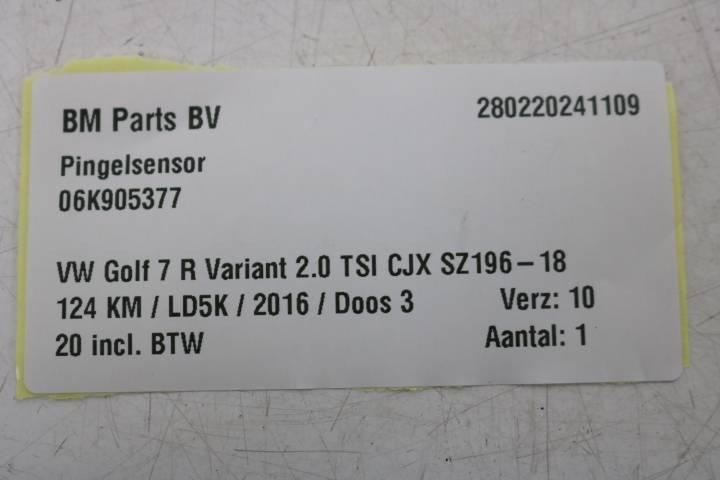 BM Parts BV 280220241109
Pingelsensor
06K905377
VW Golf 7 R Variant 2.0 TSI CJX SZ196-18
124 KM / LD5K / 2016 / Doos 3 Verz: 10
20 incl. BTW Aantal: 1